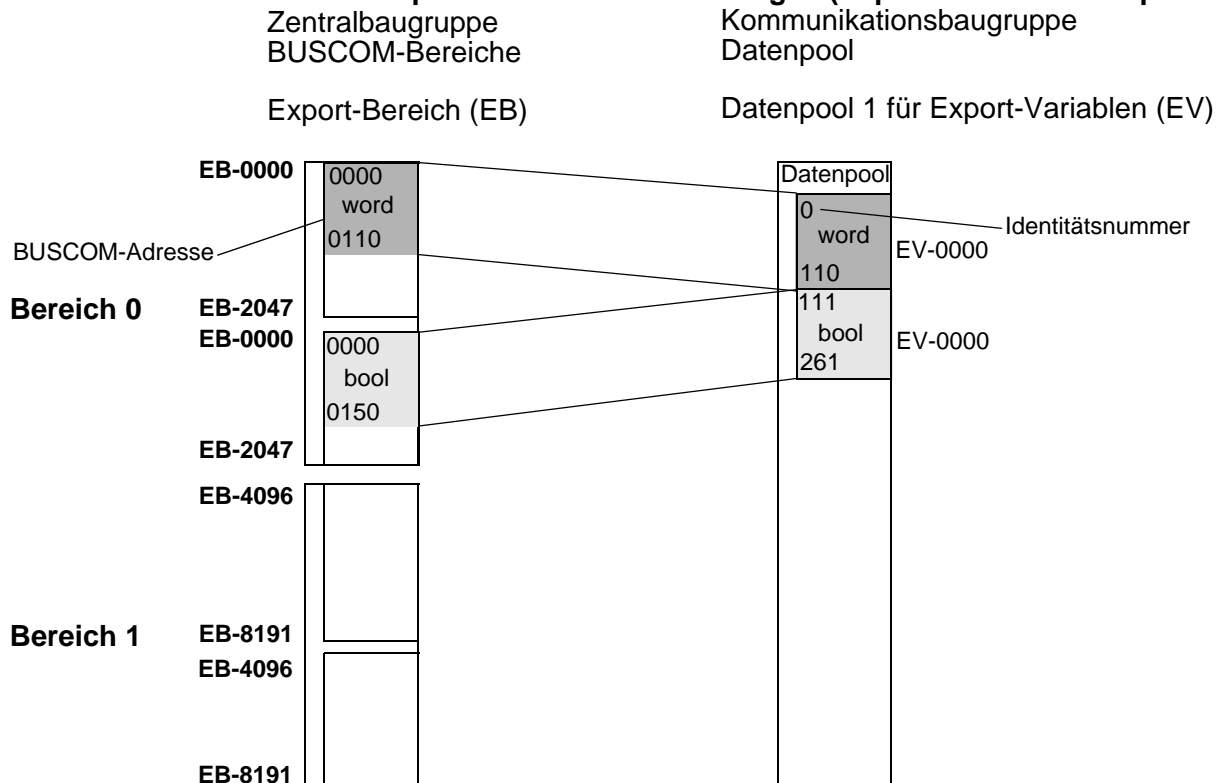 Zentralbaugruppe
BUSCOM-Bereiche
Export-Bereich (EB)
Kommunikationsbaugruppe
Datenpool
Datenpool 1 für Export-Variablen (EV)
EB-0000
0000
word
0110
BUSCOM-Adresse
Bereich 0
EB-2047
EB-0000
0000
bool
0150
EB-2047
EB-4096
Bereich 1
EB-8191
EB-4096
EB-8191
Datenpool
0
word
110
EV-0000
Identitätsnummer
111
bool
261
EV-0000